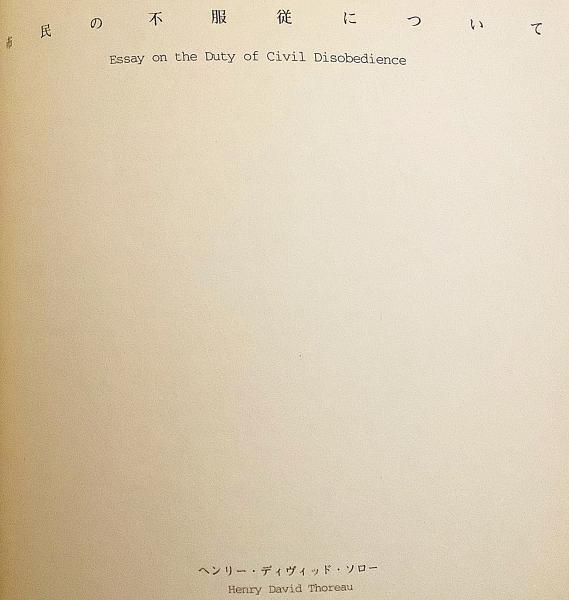 市民の不服従について
Essay on the Duty of Civil Disobedience
ヘンリー・ディヴィッド・ソロー
Henry David Thoreau